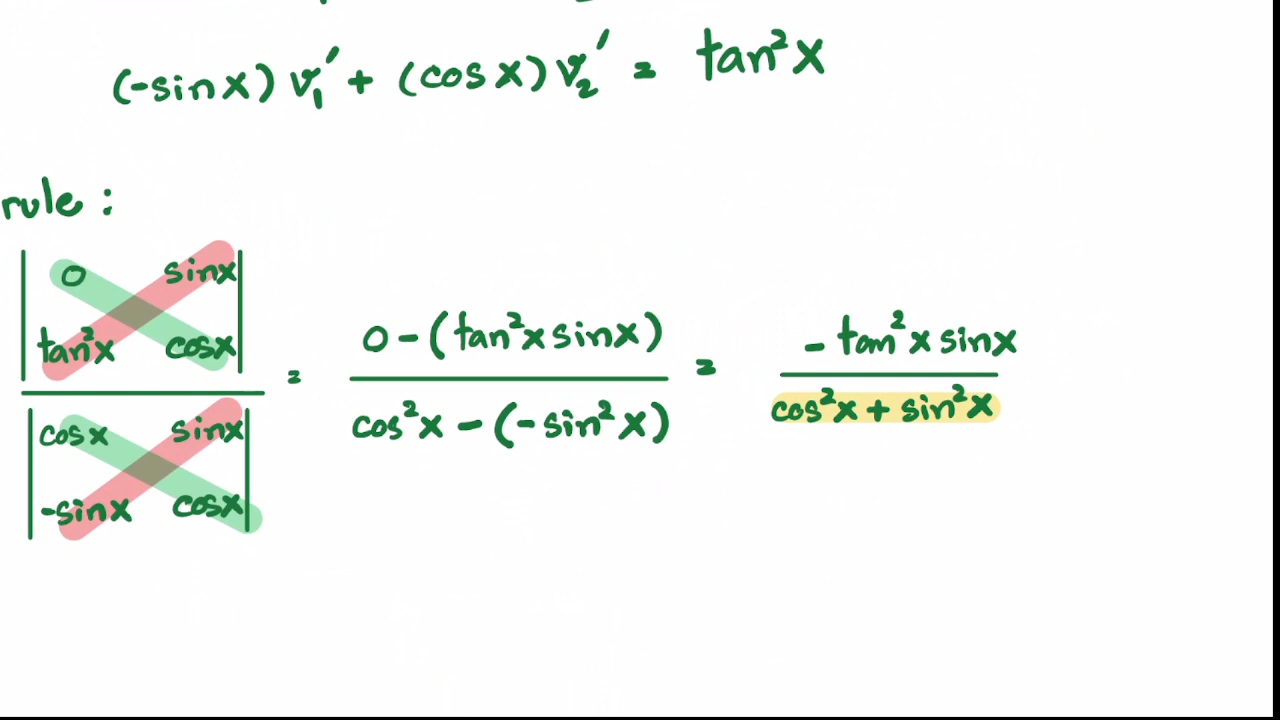 (-sinx) v₁' + (cosx) v₂' = tan²x
rule :
|0 sinx|
|tan²x cosx|
|cosx sinx|
|-sinx cosx|
= 0 - (tan²x sinx) / cos²x - (-sin²x) = - tan²x sinx / cos²x + sin²x